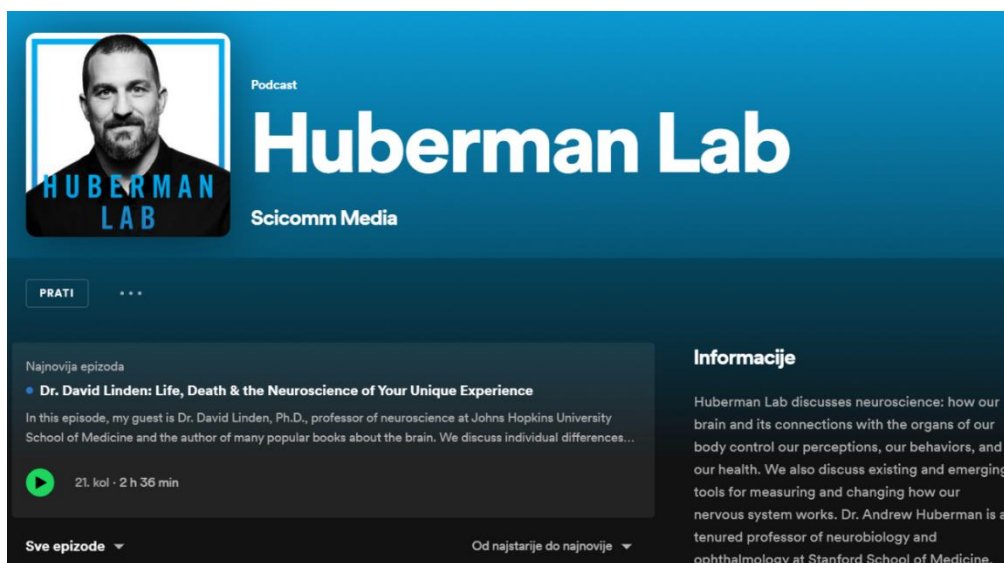 HUBERMAN
LAB
Podcast
Huberman Lab
Scicomm Media
PRATI
Najnovija epizoda
Dr. David Linden: Life, Death & the Neuroscience of Your Unique Experience
In this episode, my guest is Dr. David Linden, Ph.D., professor of neuroscience at Johns Hopkins University
School of Medicine and the author of many popular books about the brain. We discuss individual differences...
21. kol · 2 h 36 min
Sve epizode
Od najstarije do najnovije
Informacije
Huberman Lab discusses neuroscience: how our
brain and its connections with the organs of our
body control our perceptions, our behaviors, and
our health. We also discuss existing and emerging
tools for measuring and changing how our
nervous system works. Dr. Andrew Huberman is a
tenured professor of neurobiology and
ophthalmology at Stanford School of Medicine.